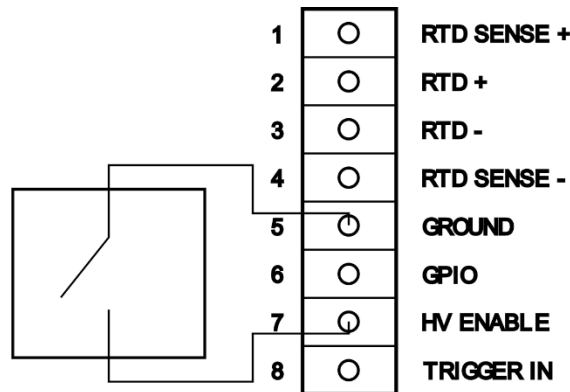 1 RTD SENSE +
2 RTD +
3 RTD -
4 RTD SENSE -
5 GROUND
6 GPIO
7 HV ENABLE
8 TRIGGER IN